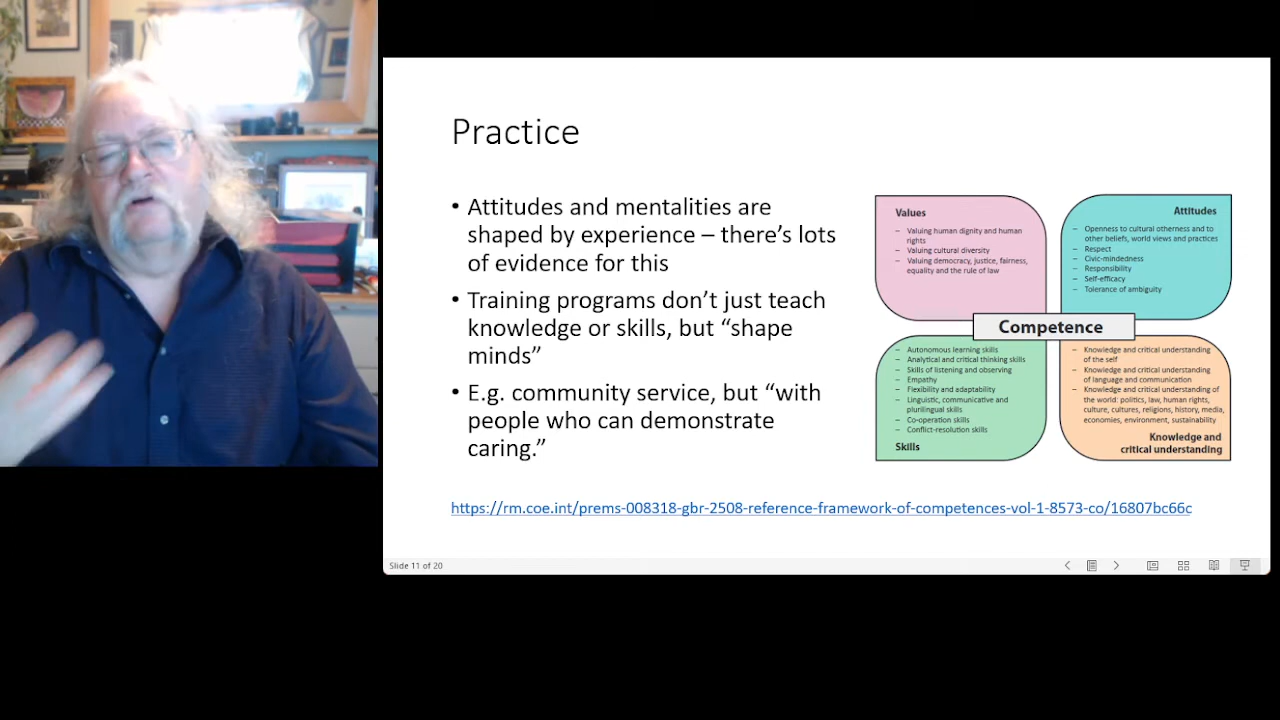 Practice
• Attitudes and mentalities are
shaped by experience – there's lots
of evidence for this
• Training programs don't just teach
knowledge or skills, but “shape
minds”
• E.g. community service, but “with
people who can demonstrate
caring.”
Values
– Valuing human dignity and human
rights
– Valuing cultural diversity
– Valuing democracy, justice, fairness,
equality and the rule of law
Attitudes
– Openness to cultural otherness and to
other beliefs, world views and practices
– Respect
– Civic-mindedness
– Responsibility
– Self-efficacy
– Tolerance of ambiguity
Competence
– Autonomous learning skills
– Analytical and critical thinking skills
– Skills of listening and observing
– Empathy
– Flexibility and adaptability
– Linguistic, communicative and
plurilingual skills
– Co-operation skills
– Conflict-resolution skills
Skills
– Knowledge and critical understanding
of the self
– Knowledge and critical understanding
of language and communication
– Knowledge and critical understanding of
the world: politics, law, human rights,
culture, cultures, religions, history, media,
economies, environment, sustainability
Knowledge and
critical understanding
https://rm.coe.int/prems-008318-gbr-2508-reference-framework-of-competences-vol-1-8573-co/16807bc66c
Slide 11 of 20